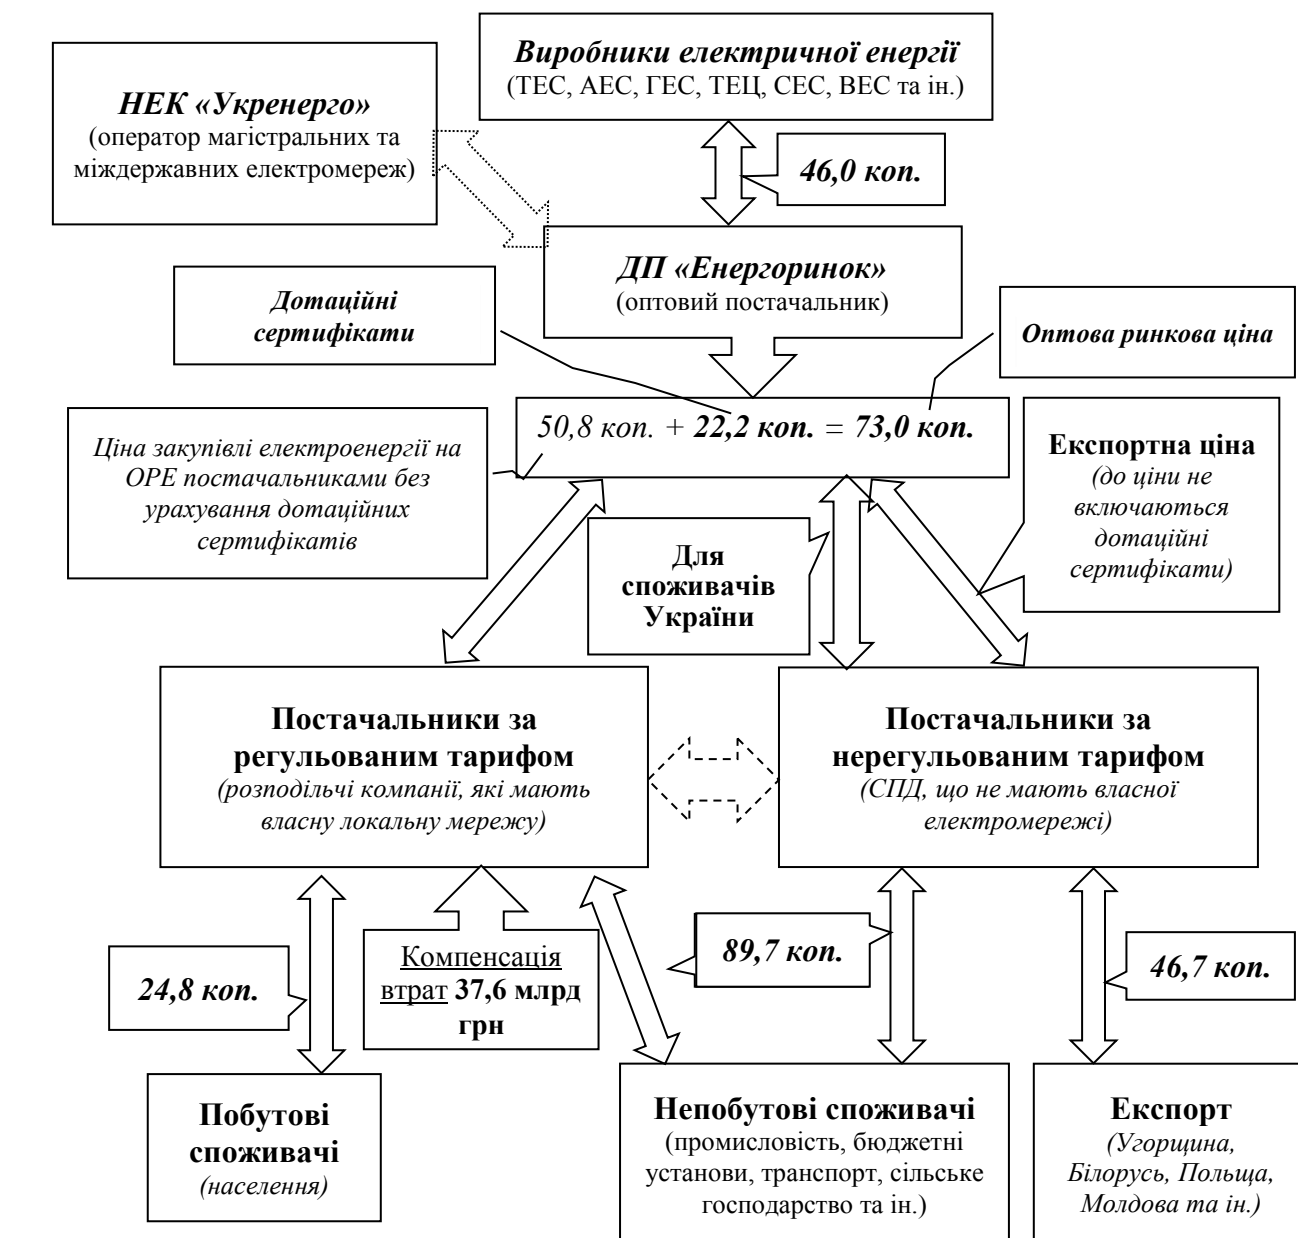 Виробники електричної енергії
(ТЕС, АЕС, ГЕС, ТЕЦ, СЕС, ВЕС та ін.)
НЕК «Укренерго»
(оператор магістральних та
міждержавних електромереж)
46,0 коп.
ДП «Енергоринок»
(оптовий постачальник)
Дотаційні
сертифікати
Оптова ринкова ціна
50,8 коп. + 22,2 коп. = 73,0 коп.
Ціна закупівлі електроенергії на
ОРЕ постачальниками без
урахування дотаційних
сертифікатів
Експортна ціна
(до ціни не
включаються
дотаційні
сертифікати)
Для
споживачів
України
Постачальники за
регульованим тарифом
(розподільчі компанії, які мають
власну локальну мережу)
Постачальники за
нерегульованим тарифом
(СПД, що не мають власної
електромережі)
24,8 коп.
Компенсація
втрат 37,6 млрд
грн
89,7 коп.
46,7 коп.
Побутові
споживачі
(населення)
Непобутові споживачі
(промисловість, бюджетні
установи, транспорт, сільське
господарство та ін.)
Експорт
(Угорщина,
Білорусь, Польща,
Молдова та ін.)